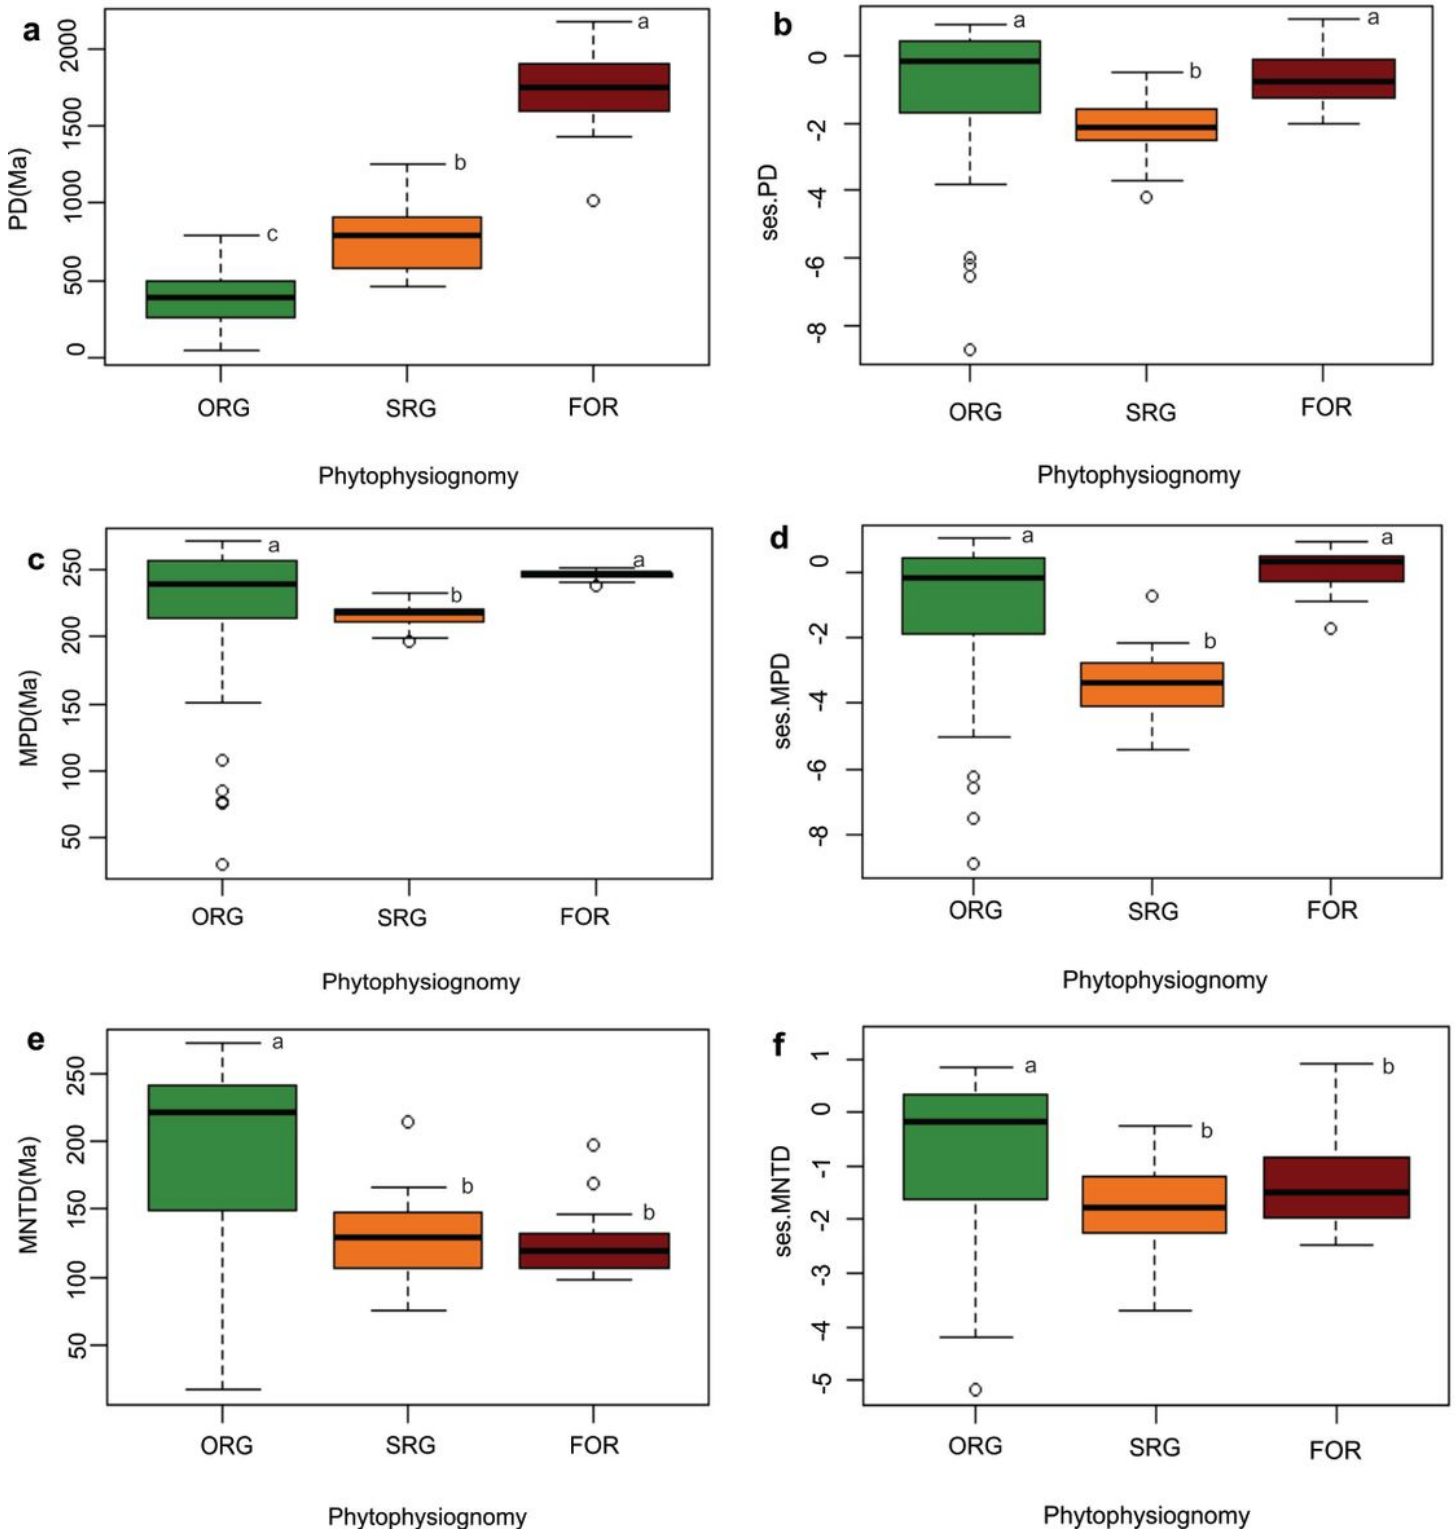 a
PD(Ma)
2000
1500
1000
500
0
c
b
a
ORG SRG FOR
Phytophysiognomy
b
ses.PD
0
-2
-4
-6
-8
a
b
a
ORG SRG FOR
Phytophysiognomy
c
MPD(Ma)
250
200
150
100
50
a
b
a
ORG SRG FOR
Phytophysiognomy
d
ses.MPD
0
-2
-4
-6
-8
a
b
a
ORG SRG FOR
Phytophysiognomy
e
MNTD(Ma)
250
200
150
100
50
a
b
b
ORG SRG FOR
Phytophysiognomy
f
ses.MNTD
1
0
-1
-2
-3
-4
-5
a
b
b
ORG SRG FOR
Phytophysiognomy